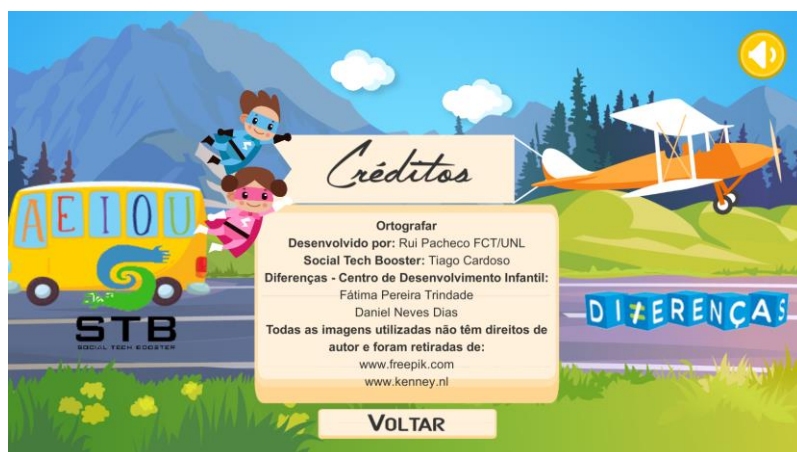 Créditos
AEIOU
Ortografar
Desenvolvido por: Rui Pacheco FCT/UNL
Social Tech Booster: Tiago Cardoso
Diferenças - Centro de Desenvolvimento Infantil:
Fátima Pereira Trindade
Daniel Neves Dias
Todas as imagens utilizadas não têm direitos de
autor e foram retiradas de:
www.freepik.com
www.kenney.nl
STB
SOCIAL TECH BOOSTER
DI≠ERENÇAS
VOLTAR